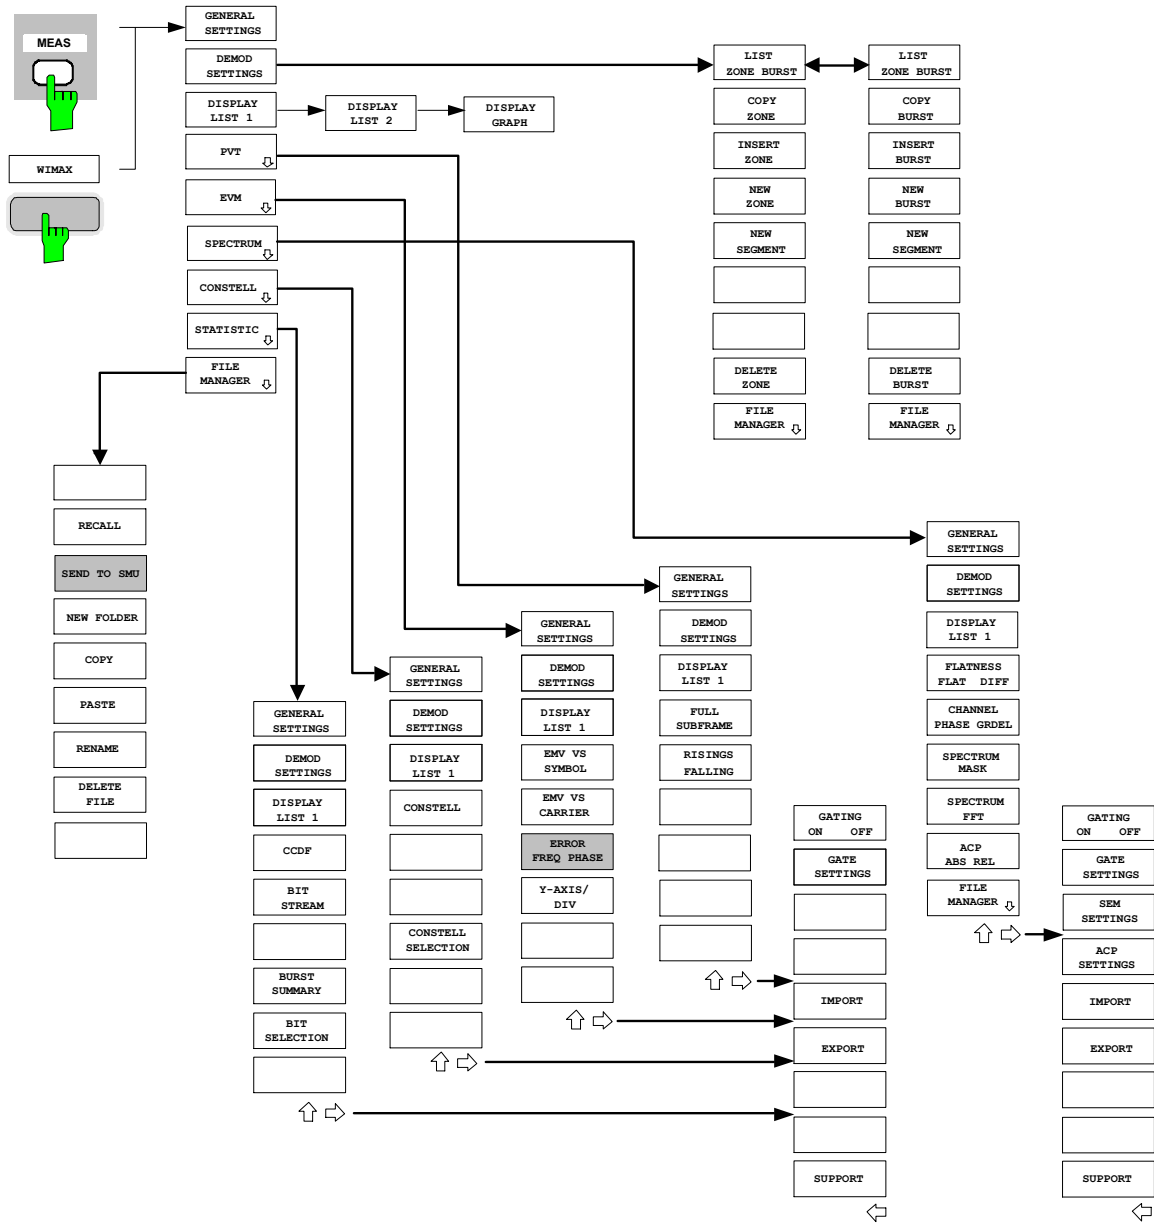 MEAS
WIMAX
GENERAL
SETTINGS
DEMOD
SETTINGS
DISPLAY
LIST 1
DISPLAY
LIST 2
DISPLAY
GRAPH
PVT
EVM
SPECTRUM
CONSTELL
STATISTIC
FILE
MANAGER
LIST
ZONE BURST
COPY
ZONE
INSERT
ZONE
NEW
ZONE
NEW
SEGMENT
DELETE
ZONE
FILE
MANAGER
LIST
ZONE BURST
COPY
BURST
INSERT
BURST
NEW
BURST
NEW
SEGMENT
DELETE
BURST
FILE
MANAGER
RECALL
SEND TO SMU
NEW FOLDER
COPY
PASTE
RENAME
DELETE
FILE
GENERAL
SETTINGS
DEMOD
SETTINGS
DISPLAY
LIST 1
CCDF
BIT
STREAM
BURST
SUMMARY
BIT
SELECTION
GENERAL
SETTINGS
DEMOD
SETTINGS
DISPLAY
LIST 1
CONSTELL
CONSTELL
SELECTION
GENERAL
SETTINGS
DEMOD
SETTINGS
DISPLAY
LIST 1
EMV VS
SYMBOL
EMV VS
CARRIER
ERROR
FREQ PHASE
Y-AXIS/
DIV
GENERAL
SETTINGS
DEMOD
SETTINGS
DISPLAY
LIST 1
FULL
SUBFRAME
RISINGS
FALLING
GATING
ON OFF
GATE
SETTINGS
IMPORT
EXPORT
SUPPORT
GENERAL
SETTINGS
DEMOD
SETTINGS
DISPLAY
LIST 1
FLATNESS
FLAT DIFF
CHANNEL
PHASE GRDEL
SPECTRUM
MASK
SPECTRUM
FFT
ACP
ABS REL
FILE
MANAGER
GATING
ON OFF
GATE
SETTINGS
SEM
SETTINGS
ACP
SETTINGS
IMPORT
EXPORT
SUPPORT